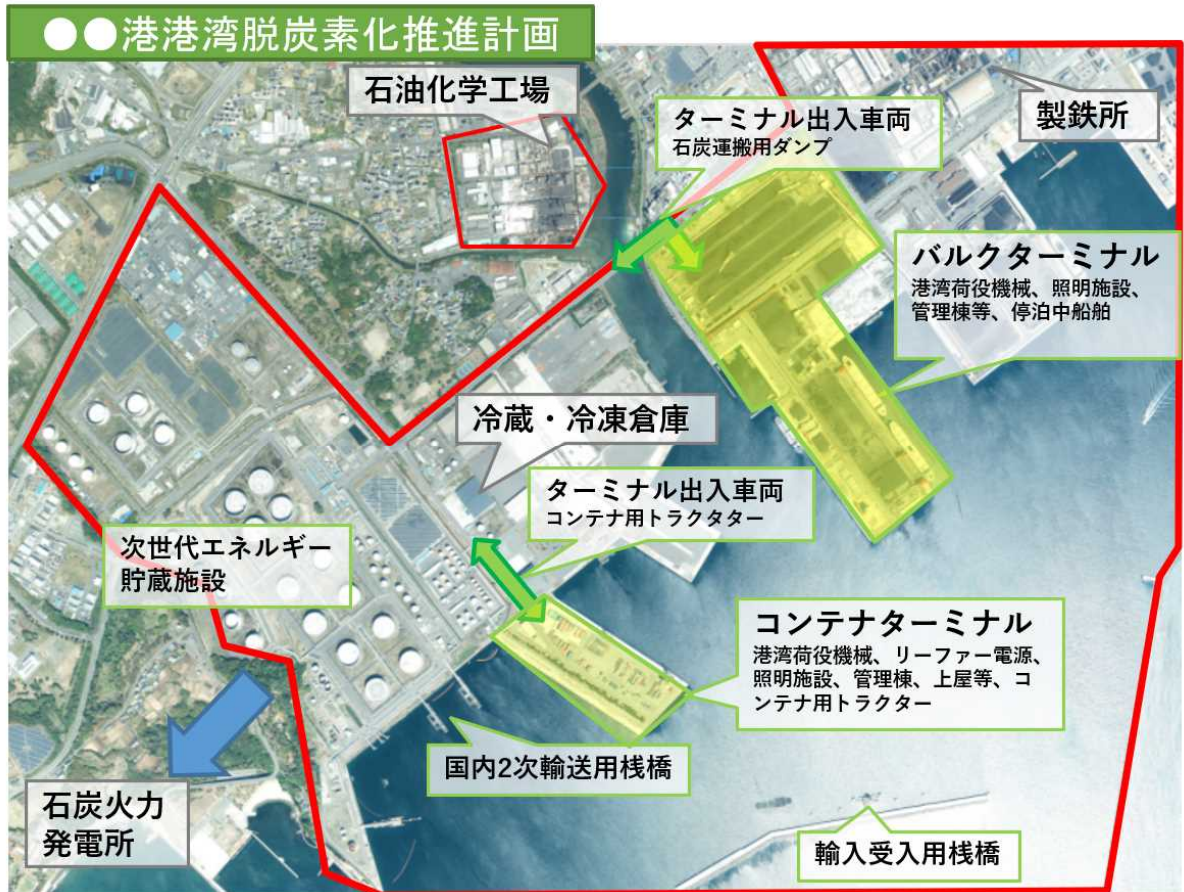 ●●港港湾脱炭素化推進計画
石油化学工場
ターミナル出入車両
石炭運搬用ダンプ
製鉄所
バルクターミナル
港湾荷役機械、照明施設、
管理棟等、停泊中船舶
冷蔵・冷凍倉庫
ターミナル出入車両
コンテナ用トラクタター
次世代エネルギー
貯蔵施設
コンテナターミナル
港湾荷役機械、リーファー電源、
照明施設、管理棟、上屋等、コ
ンテナ用トラクター
国内2次輸送用桟橋
石炭火力
発電所
輸入受入用桟橋